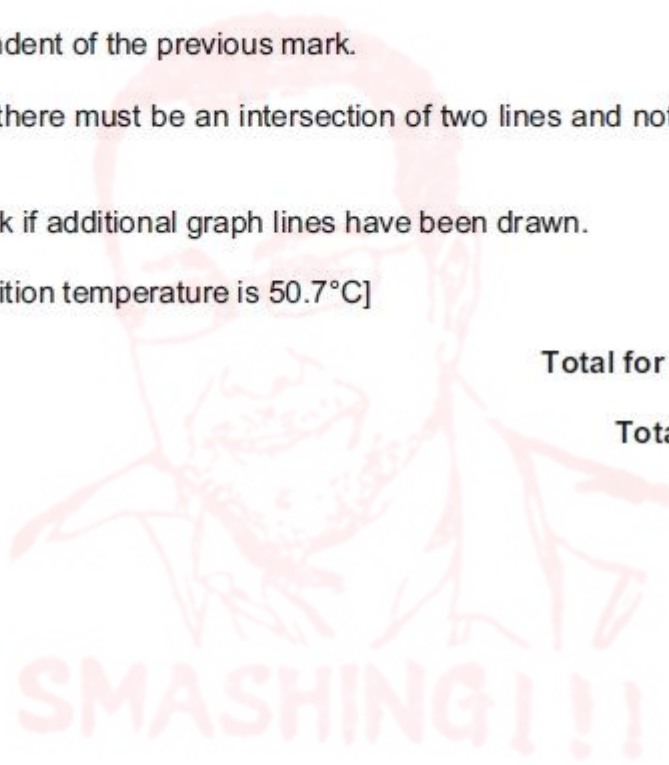 dent of the previous mark.
there must be an intersection of two lines and not
k if additional graph lines have been drawn.
ition temperature is 50.7°C]
Total for
Tota
SMASHING!!!